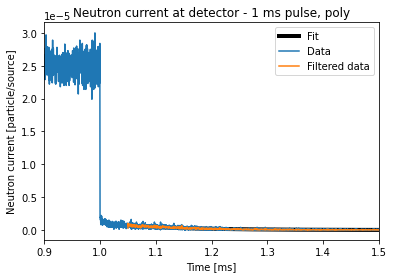 Neutron current at detector - 1 ms pulse, poly
1e-5
3.0
2.5
2.0
1.5
1.0
0.5
0.0
Neutron current [particle/source]
Fit
Data
Filtered data
0.9 1.0 1.1 1.2 1.3 1.4 1.5
Time [ms]